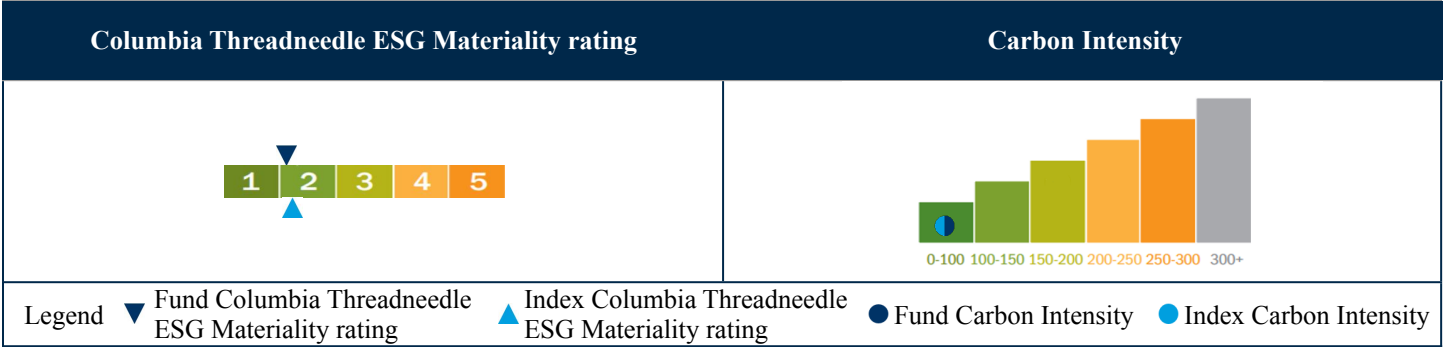 Columbia Threadneedle ESG Materiality rating
Carbon Intensity
1 2 3 4 5
0-100 100-150 150-200 200-250 250-300 300+
Legend
Fund Columbia Threadneedle
ESG Materiality rating
Index Columbia Threadneedle
ESG Materiality rating
Fund Carbon Intensity
Index Carbon Intensity